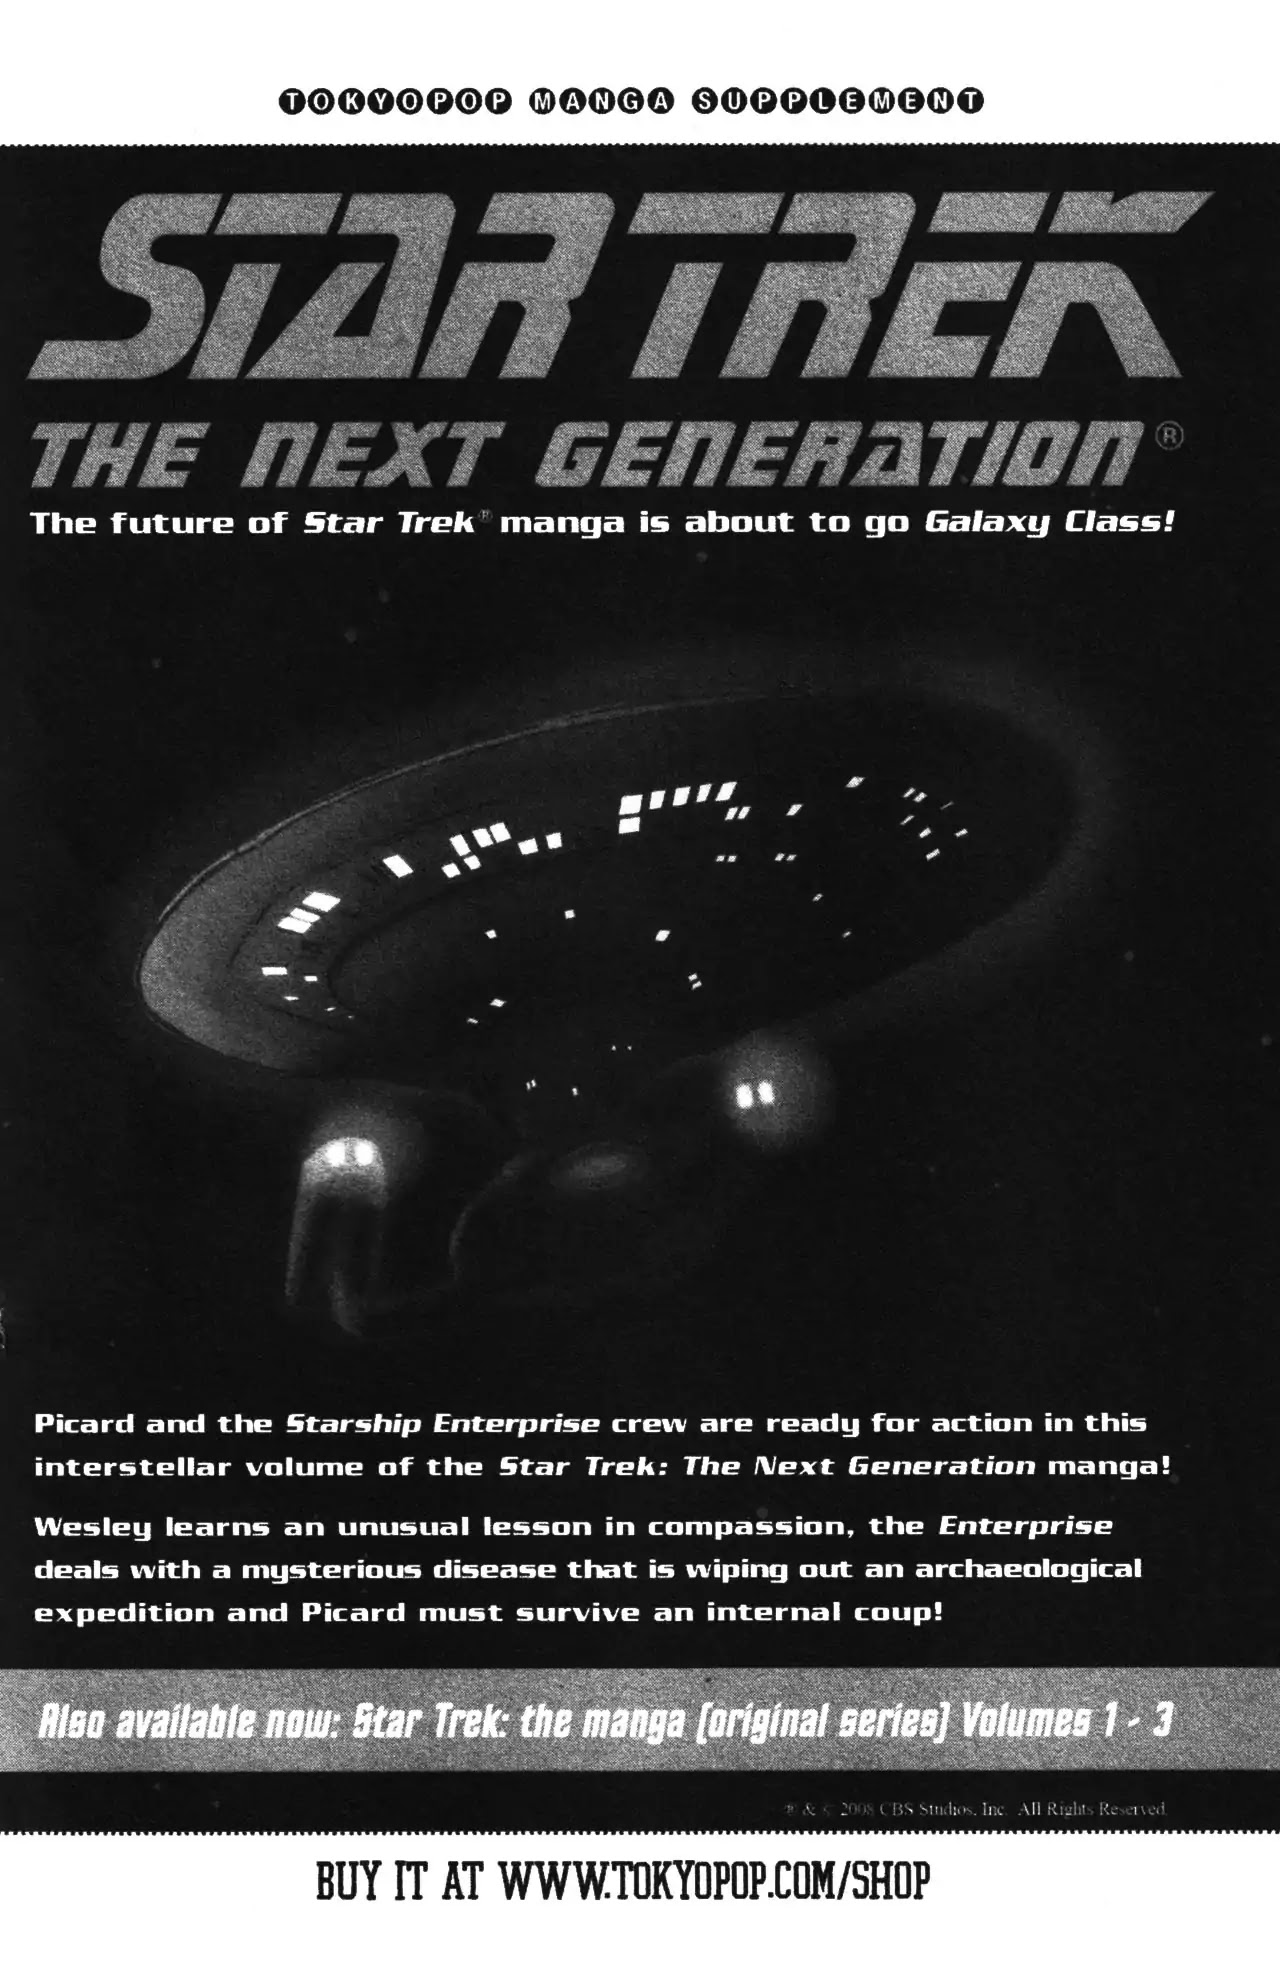 TOKYOPOP MANGA SUPPLEMENT
STAR TREK
THE NEXT GENERATION®
The future of Star Trek® manga is about to go Galaxy Class!
Picard and the Starship Enterprise crew are ready for action in this
interstellar volume of the Star Trek: The Next Generation manga!
Wesley learns an unusual lesson in compassion, the Enterprise
deals with a mysterious disease that is wiping out an archaeological
expedition and Picard must survive an internal coup!
Also available now: Star Trek: the manga (original series) Volumes 1 - 3
® & © 2008 CBS Studios, Inc. All Rights Reserved.
BUY IT AT WWW.TOKYOPOP.COM/SHOP